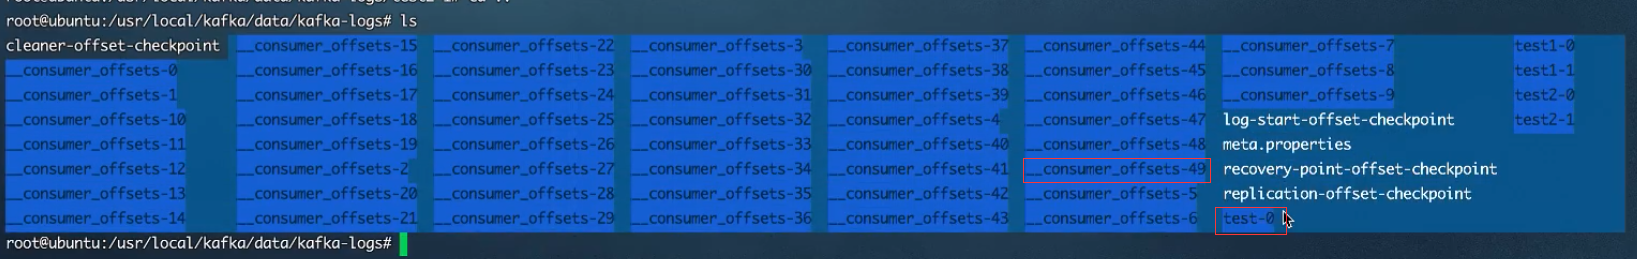 root@ubuntu:/usr/local/kafka/data/kafka-logs# ls
cleaner-offset-checkpoint __consumer_offsets-15 __consumer_offsets-22 __consumer_offsets-3 __consumer_offsets-37 __consumer_offsets-44 __consumer_offsets-7 test1-0
__consumer_offsets-0 __consumer_offsets-16 __consumer_offsets-23 __consumer_offsets-30 __consumer_offsets-38 __consumer_offsets-45 __consumer_offsets-8 test1-1
__consumer_offsets-1 __consumer_offsets-17 __consumer_offsets-24 __consumer_offsets-31 __consumer_offsets-39 __consumer_offsets-46 __consumer_offsets-9 test2-0
__consumer_offsets-10 __consumer_offsets-18 __consumer_offsets-25 __consumer_offsets-32 __consumer_offsets-4 __consumer_offsets-47 log-start-offset-checkpoint test2-1
__consumer_offsets-11 __consumer_offsets-19 __consumer_offsets-26 __consumer_offsets-33 __consumer_offsets-40 __consumer_offsets-48 meta.properties
__consumer_offsets-12 __consumer_offsets-2 __consumer_offsets-27 __consumer_offsets-34 __consumer_offsets-41 __consumer_offsets-49 recovery-point-offset-checkpoint
__consumer_offsets-13 __consumer_offsets-20 __consumer_offsets-28 __consumer_offsets-35 __consumer_offsets-42 __consumer_offsets-5 replication-offset-checkpoint
__consumer_offsets-14 __consumer_offsets-21 __consumer_offsets-29 __consumer_offsets-36 __consumer_offsets-43 __consumer_offsets-6 test-0
root@ubuntu:/usr/local/kafka/data/kafka-logs#